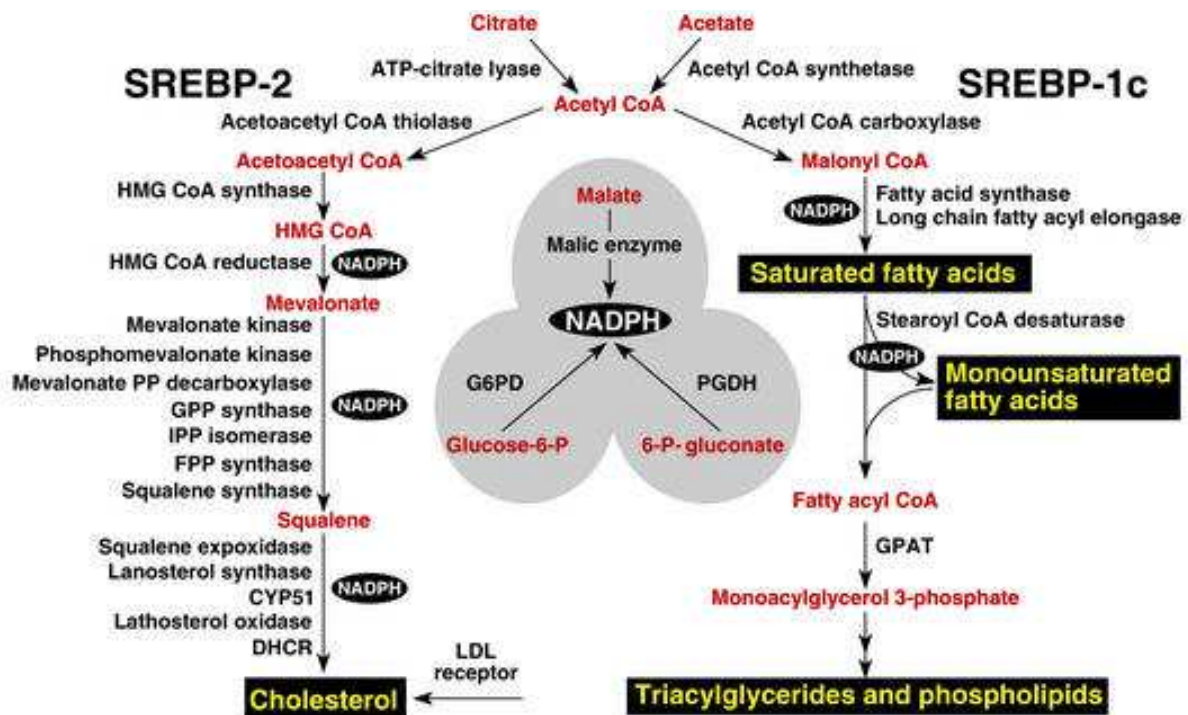 Citrate
Acetate
ATP-citrate lyase
Acetyl CoA synthetase
SREBP-2
SREBP-1c
Acetyl CoA
Acetoacetyl CoA thiolase
Acetyl CoA carboxylase
Acetoacetyl CoA
HMG CoA synthase
HMG CoA
HMG CoA reductase
NADPH
Mevalonate
Mevalonate kinase
Phosphomevalonate kinase
Mevalonate PP decarboxylase
GPP synthase
NADPH
IPP isomerase
FPP synthase
Squalene synthase
Squalene
Squalene expoxidase
Lanosterol synthase
CYP51
NADPH
Lathosterol oxidase
DHCR
Cholesterol
LDL
receptor
Malate
Malic enzyme
NADPH
G6PD
PGDH
Glucose-6-P
6-P-gluconate
Malonyl CoA
NADPH
Fatty acid synthase
Long chain fatty acyl elongase
Saturated fatty acids
Stearoyl CoA desaturase
NADPH
Monounsaturated
fatty acids
Fatty acyl CoA
GPAT
Monoacylglycerol 3-phosphate
Triacylglycerides and phospholipids